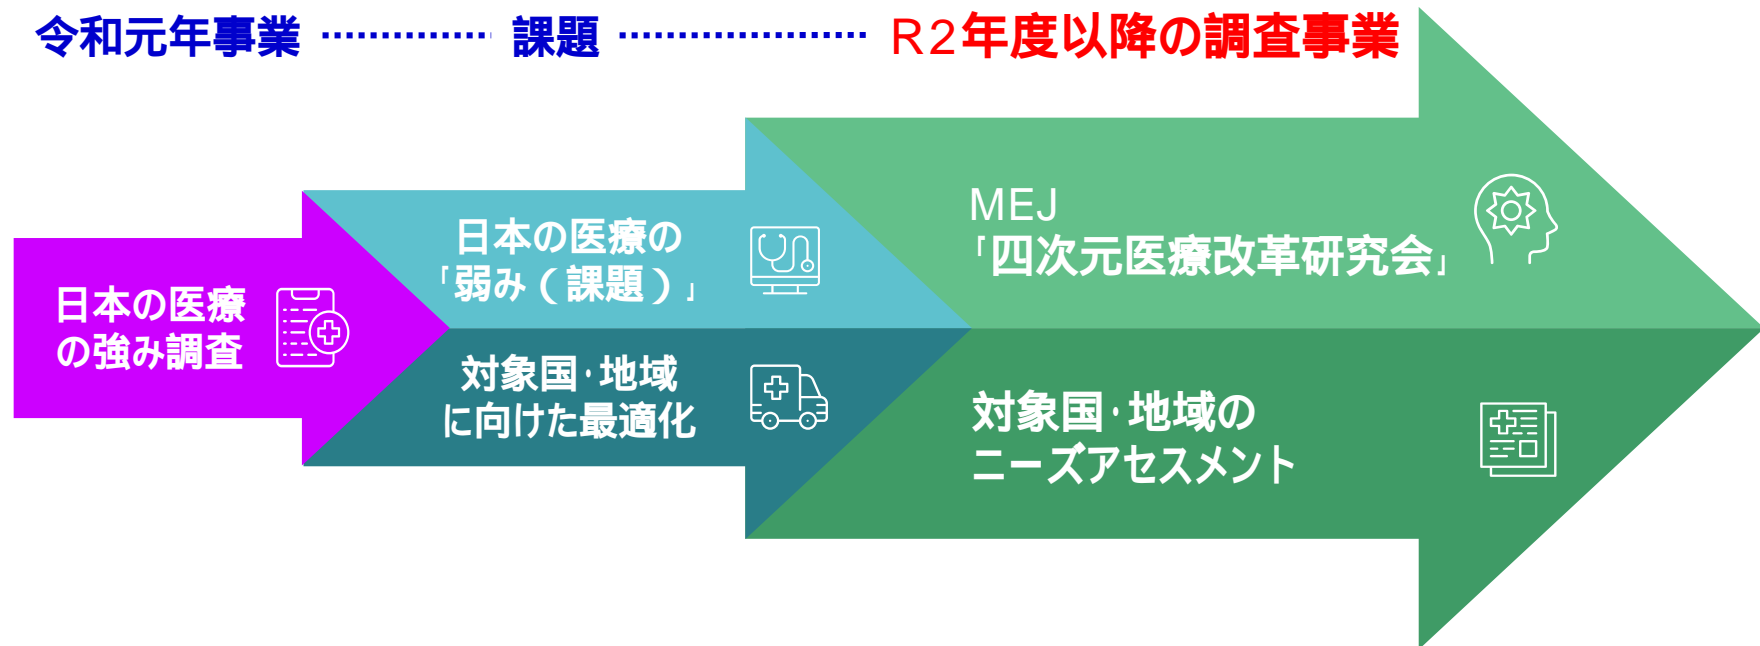 令和元年事業 ……………… 課題 …………………… R2年度以降の調査事業
日本の医療
の強み調査
日本の医療の
「弱み(課題)」
対象国・地域
に向けた最適化
MEJ
「四次元医療改革研究会」
対象国・地域の
ニーズアセスメント